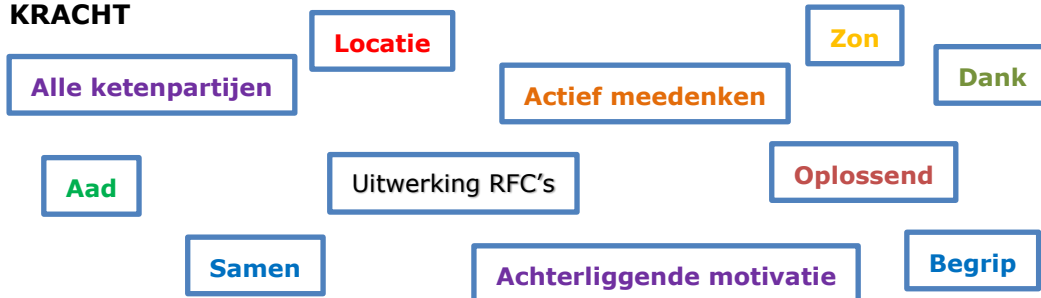 KRACHT
Locatie
Zon
Alle ketenpartijen
Actief meedenken
Dank
Aad
Uitwerking RFC's
Oplossend
Samen
Achterliggende motivatie
Begrip